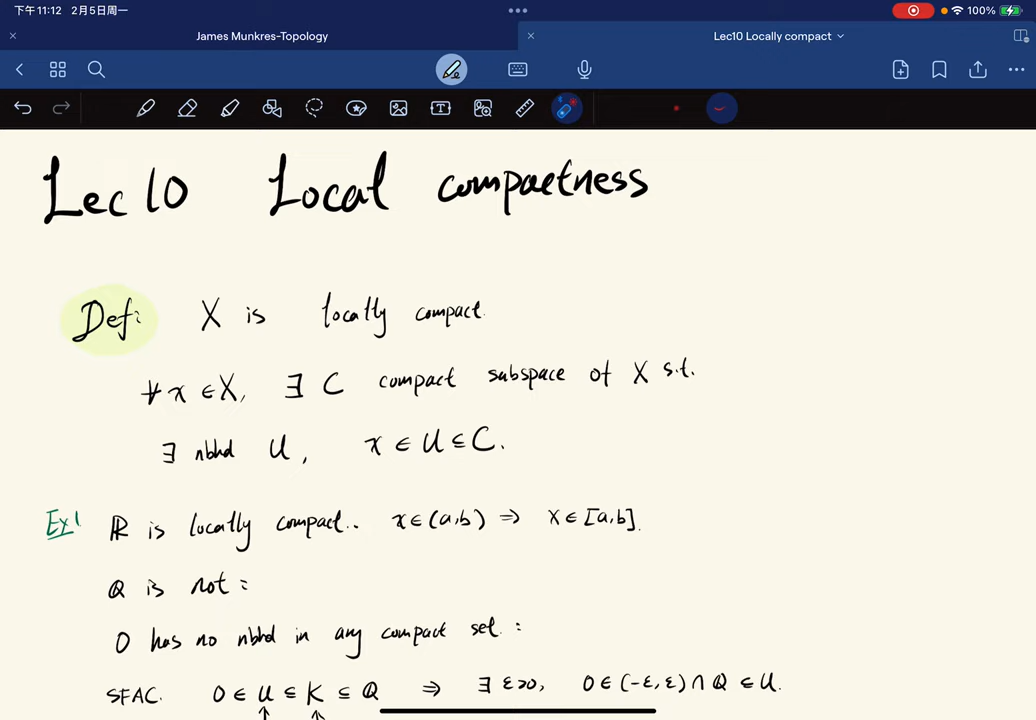 下午11:12 2月5日周一
100%
James Munkres-Topology
Lec10 Locally compact
Lec 10 Local compactness
Def: X is locally compact.
∀ x ∈ X, ∃ C compact subspace of X s.t.
∃ nbhd U, x ∈ U ⊆ C.
Ex1 ℝ is locally compact.. x ∈ (a,b) ⇒ x ∈ [a,b].
ℚ is not:
0 has no nbhd in any compact set.:
SFAC. 0 ∈ U ⊆ K ⊆ ℚ ⇒ ∃ ε>0, 0 ∈ (-ε, ε) ∩ ℚ ⊆ U.